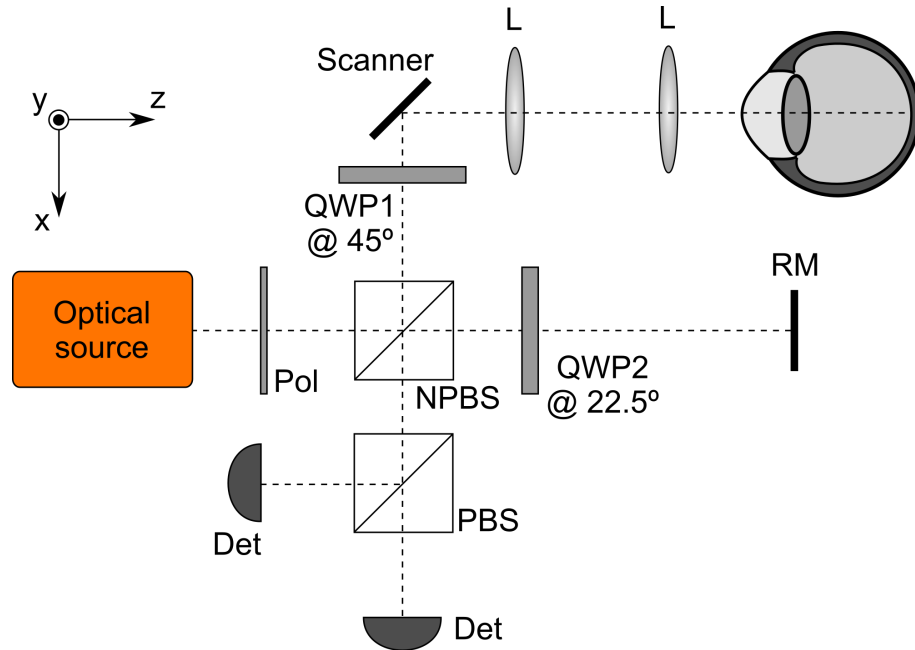 L
L
Scanner
y
z
x
QWP1
@ 45º
RM
Optical
source
Pol
NPBS
QWP2
@ 22.5º
PBS
Det
Det